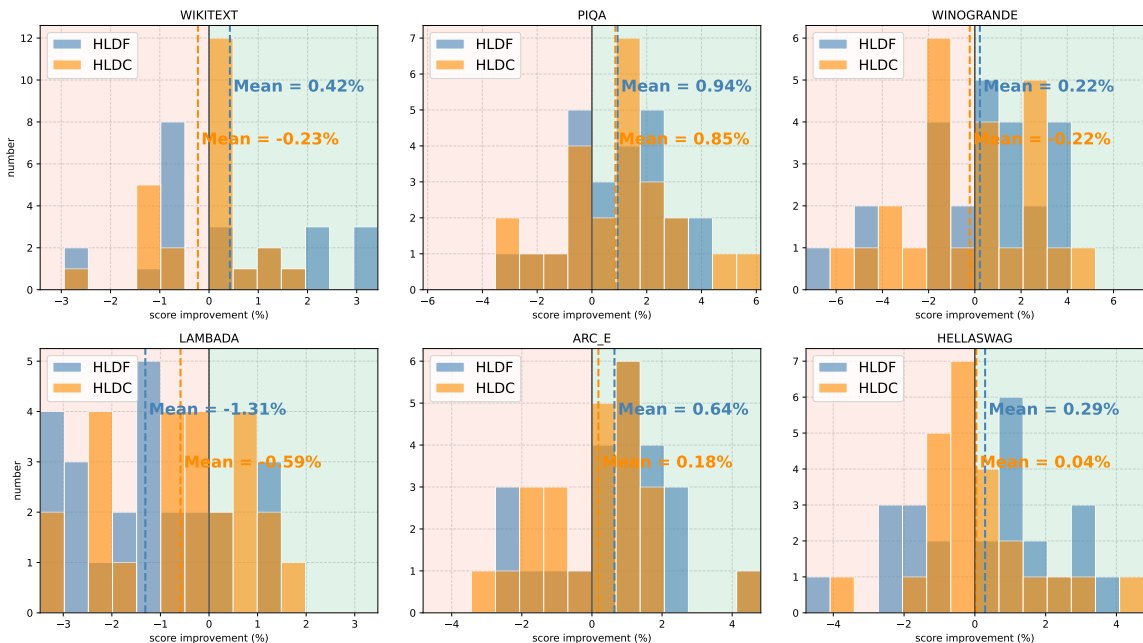 WIKITEXT
HLDF
HLDC
Mean = 0.42%
Mean = -0.23%
number
12
10
8
6
4
2
0
−3 −2 −1 0 1 2 3
score improvement (%)
PIQA
HLDF
HLDC
Mean = 0.94%
Mean = 0.85%
7
6
5
4
3
2
1
0
−6 −4 −2 0 2 4 6
score improvement (%)
WINOGRANDE
HLDF
HLDC
Mean = 0.22%
Mean = -0.22%
6
5
4
3
2
1
0
−6 −4 −2 0 2 4 6
score improvement (%)
LAMBADA
HLDF
HLDC
Mean = -1.31%
Mean = -0.59%
number
5
4
3
2
1
0
−3 −2 −1 0 1 2 3
score improvement (%)
ARC_E
HLDF
HLDC
Mean = 0.64%
Mean = 0.18%
6
5
4
3
2
1
0
−4 −2 0 2 4
score improvement (%)
HELLASWAG
HLDF
HLDC
Mean = 0.29%
Mean = 0.04%
7
6
5
4
3
2
1
0
−4 −2 0 2 4
score improvement (%)